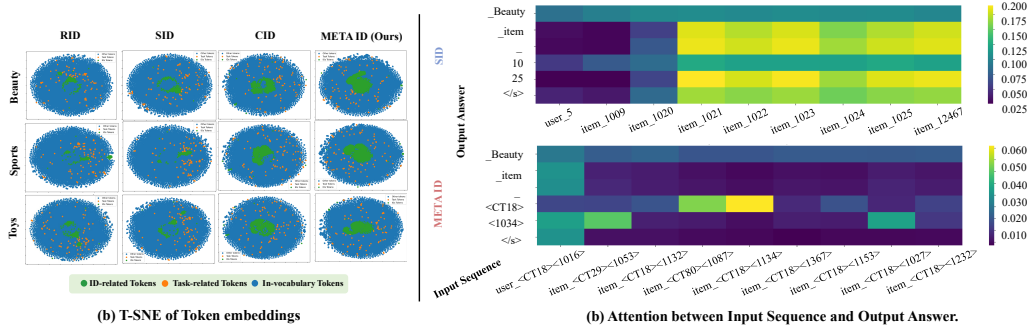 RID SID CID META ID (Ours)
Beauty
Sports
Toys
ID-related Tokens Task-related Tokens In-vocabulary Tokens
(b) T-SNE of Token embeddings
(b)
SID
META ID
Output Answer
_Beauty
_item
_
10
25
</s>
user_5 item_1009 item_1020 item_1021 item_1022 item_1024 item_1025 item_12467
0.200
0.175
0.150
0.125
0.100
0.075
0.050
0.025
_Beauty
_item
_
<CT18>
<1034>
</s>
Input Sequence
user_<CT18><1016>
item_<CT29><1053>
item_<CT18><1132>
item_<CT80><1087>
item_<CT18><1134>
item_<CT18><1367>
item_<CT18><1153>
item_<CT18><1027>
item_<CT18><1232>
0.060
0.050
0.040
0.030
0.020
0.010
(b) Attention between Input Sequence and Output Answer.